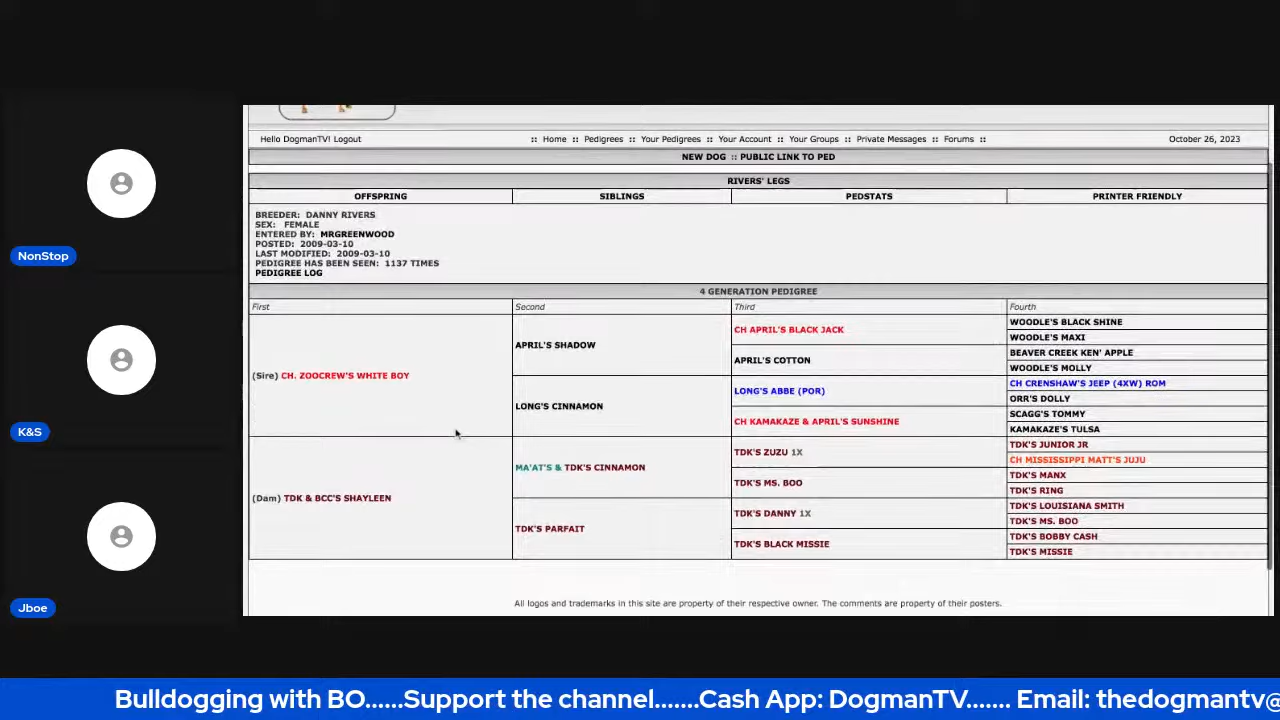 Hello DogmanTV! Logout
:: Home :: Pedigrees :: Your Pedigrees :: Your Account :: Your Groups :: Private Messages :: Forums ::
October 26, 2023
NEW DOG :: PUBLIC LINK TO PED
RIVERS' LEGS
OFFSPRING SIBLINGS PEDSTATS PRINTER FRIENDLY
BREEDER: DANNY RIVERS
SEX: FEMALE
ENTERED BY: MRGREENWOOD
POSTED: 2009-03-10
LAST MODIFIED: 2009-03-10
PEDIGREE HAS BEEN SEEN: 1137 TIMES
PEDIGREE LOG
4 GENERATION PEDIGREE
First Second Third Fourth
(Sire) CH. ZOOCREW'S WHITE BOY
(Dam) TDK & BCC'S SHAYLEEN
APRIL'S SHADOW
LONG'S CINNAMON
MA'AT'S & TDK'S CINNAMON
TDK'S PARFAIT
CH APRIL'S BLACK JACK
APRIL'S COTTON
LONG'S ABBE (POR)
CH KAMAKAZE & APRIL'S SUNSHINE
TDK'S ZUZU 1X
TDK'S MS. BOO
TDK'S DANNY 1X
TDK'S BLACK MISSIE
WOODLE'S BLACK SHINE
WOODLE'S MAXI
BEAVER CREEK KEN' APPLE
WOODLE'S MOLLY
CH CRENSHAW'S JEEP (4XW) ROM
ORR'S DOLLY
SCAGG'S TOMMY
KAMAKAZE'S TULSA
TDK'S JUNIOR JR
CH MISSISSIPPI MATT'S JUJU
TDK'S MANX
TDK'S RING
TDK'S LOUISIANA SMITH
TDK'S MS. BOO
TDK'S BOBBY CASH
TDK'S MISSIE
All logos and trademarks in this site are property of their respective owner. The comments are property of their posters.
NonStop
K&S
Jboe
Bulldogging with BO......Support the channel.......Cash App: DogmanTV....... Email: thedogmantv@